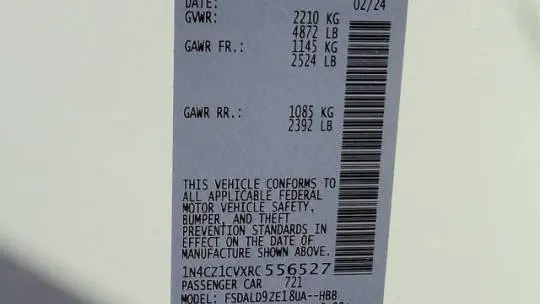 DATE: 02/24
GVWR: 2210 KG
4872 LB
GAWR FR.: 1145 KG
2524 LB
GAWR RR.: 1085 KG
2392 LB
THIS VEHICLE CONFORMS TO
ALL APPLICABLE FEDERAL
MOTOR VEHICLE SAFETY,
BUMPER, AND THEFT
PREVENTION STANDARDS IN
EFFECT ON THE DATE OF
MANUFACTURE SHOWN ABOVE.
1N4CZ1CVXRC556527
PASSENGER CAR 721
MODEL: FSDALD9ZE18UA--HBB